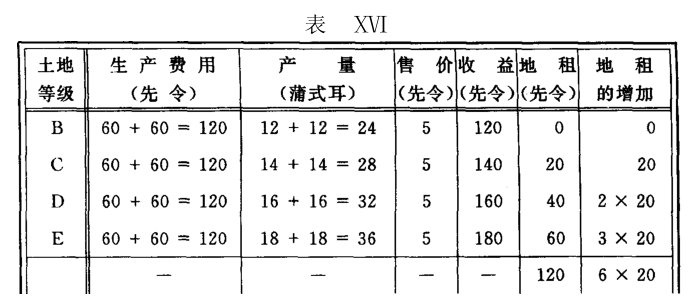 表 XVI
土地 生产费用 产量 售价 收益 地租 地租
等级 (先令) (蒲式耳) (先令) (先令) (先令) 的增加
B 60 + 60 = 120 12 + 12 = 24 5 120 0 0
C 60 + 60 = 120 14 + 14 = 28 5 140 20 20
D 60 + 60 = 120 16 + 16 = 32 5 160 40 2 × 20
E 60 + 60 = 120 18 + 18 = 36 5 180 60 3 × 20
— — — — 120 6 × 20